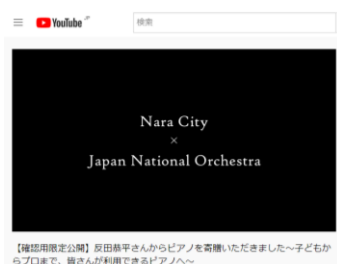 YouTube JP
検索
Nara City
×
Japan National Orchestra
【確認用限定公開】反田恭平さんからピアノを寄贈いただきました～子どもか
らプロまで、皆さんが利用できるピアノへ～